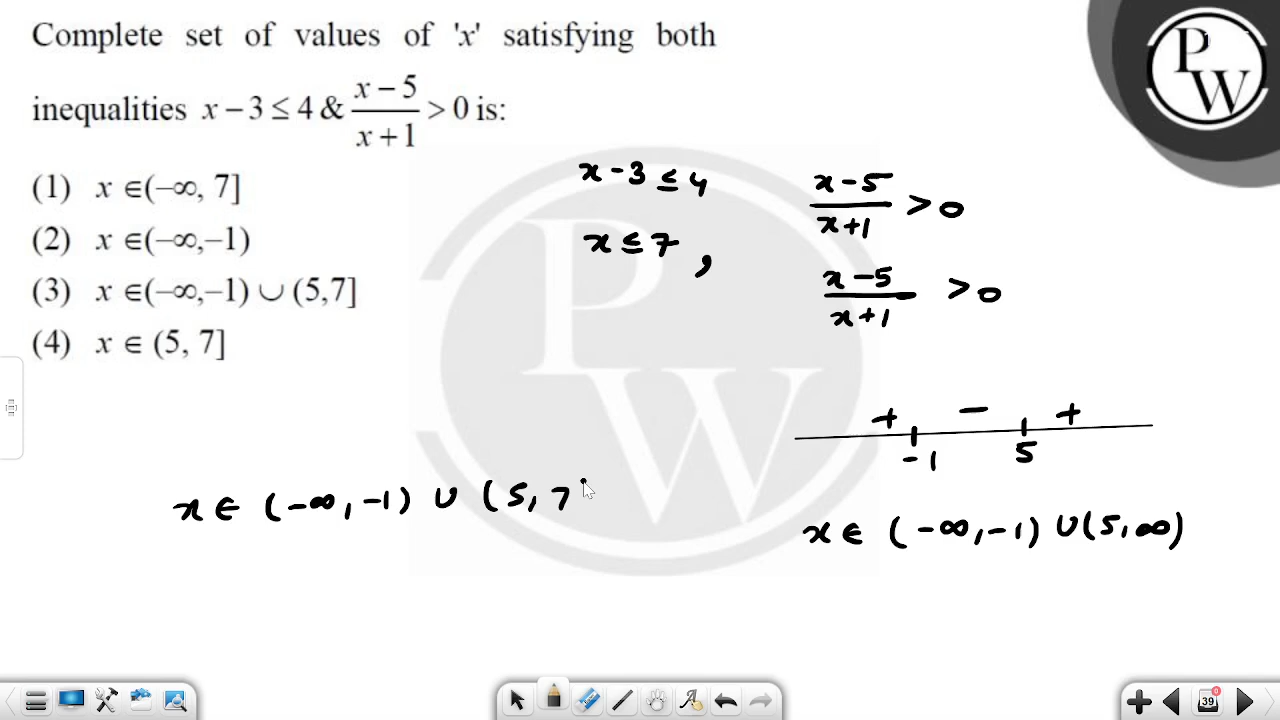 Complete set of values of 'x' satisfying both
inequalities x − 3 ≤ 4 & (x − 5)/(x + 1) > 0 is:
(1) x ∈(−∞, 7]
(2) x ∈(−∞,−1)
(3) x ∈(−∞,−1) ∪ (5,7]
(4) x ∈ (5, 7]
x - 3 ≤ 4
x ≤ 7 ,
(x-5)/(x+1) > 0
(x-5)/(x+1) > 0
+ - +
-1 5
x ∈ (-∞, -1) ∪ (5, 7
x ∈ (-∞, -1) ∪ (5, ∞)
P
W
P
W
39
0